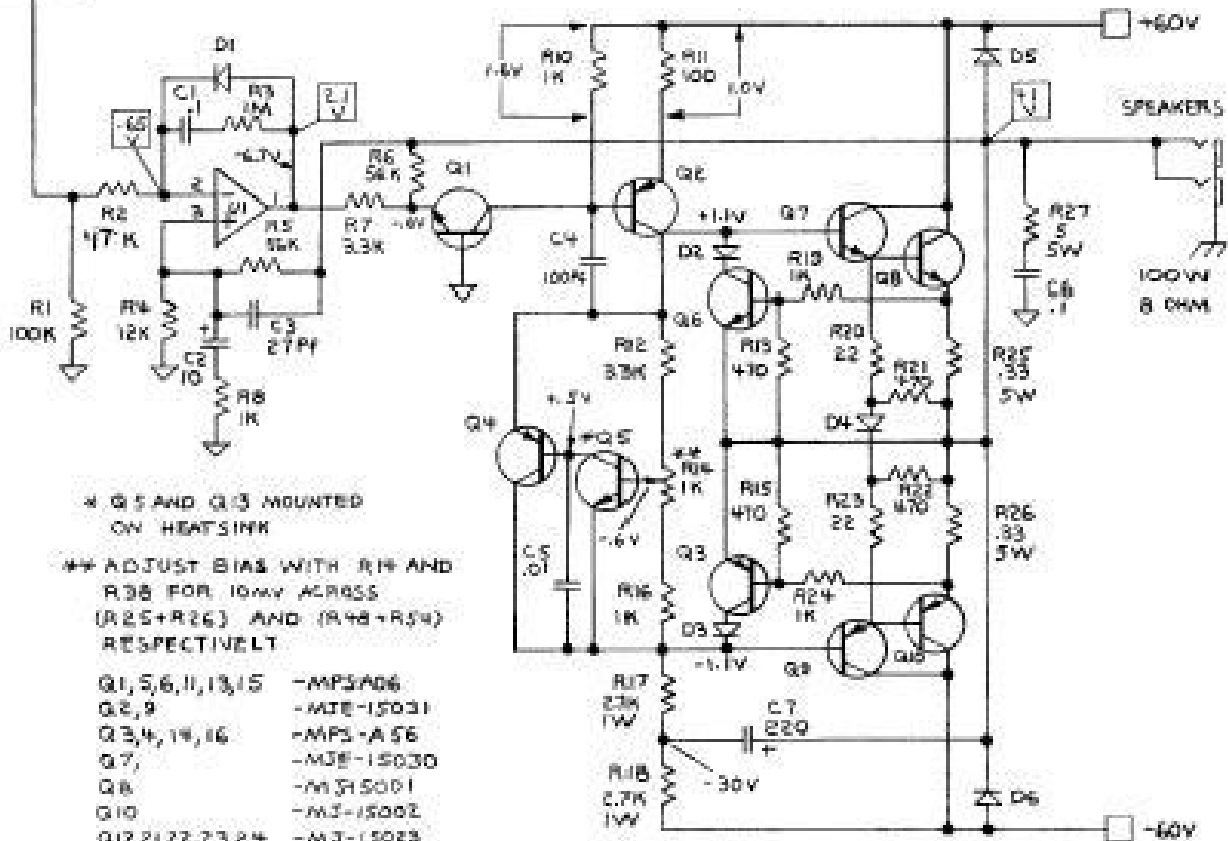 +60V
D1
R10
1K
R11
100
D5
1.6V
1.0V
C1
.1
R3
1M
+.1
V
SPEAKERS
-.65
V
-6.7V
R6
56K
Q1
Q2
2
1
3
R2
47K
R5
56K
R7
3.3K
+1.1V
Q7
R27
5
5W
C4
100Pf
D2
R19
1K
Q8
R1
100K
R4
12K
C3
27Pf
Q6
100W
8 OHM
C2
10
R12
3.3K
R13
470
R20
22
R21
470
R25
.33
5W
R8
1K
+.5V
D4
Q4
*Q5
**
R14
1K
R15
470
R23
22
R22
470
R26
.33
5W
* Q5 AND Q13 MOUNTED
ON HEATSINK
-.6V
Q3
C5
.01
** ADJUST BIAS WITH R14 AND
R38 FOR 10mV ACROSS
(R25+R26) AND (R48+R54)
RESPECTIVELY
R16
1K
R24
1K
D3
-1.1V
Q9
Q10
Q1, 5, 6, 11, 13, 15 -MPSA06
Q2, 9 -MJE-15031
Q3, 4, 14, 16 -MPS-A56
Q7, -MJE-15030
Q8 -MJ15001
Q10 -MJ-15002
R17
2.7K
1W
C7
220
+
-30V
R18
2.7K
1W
D6
-60V